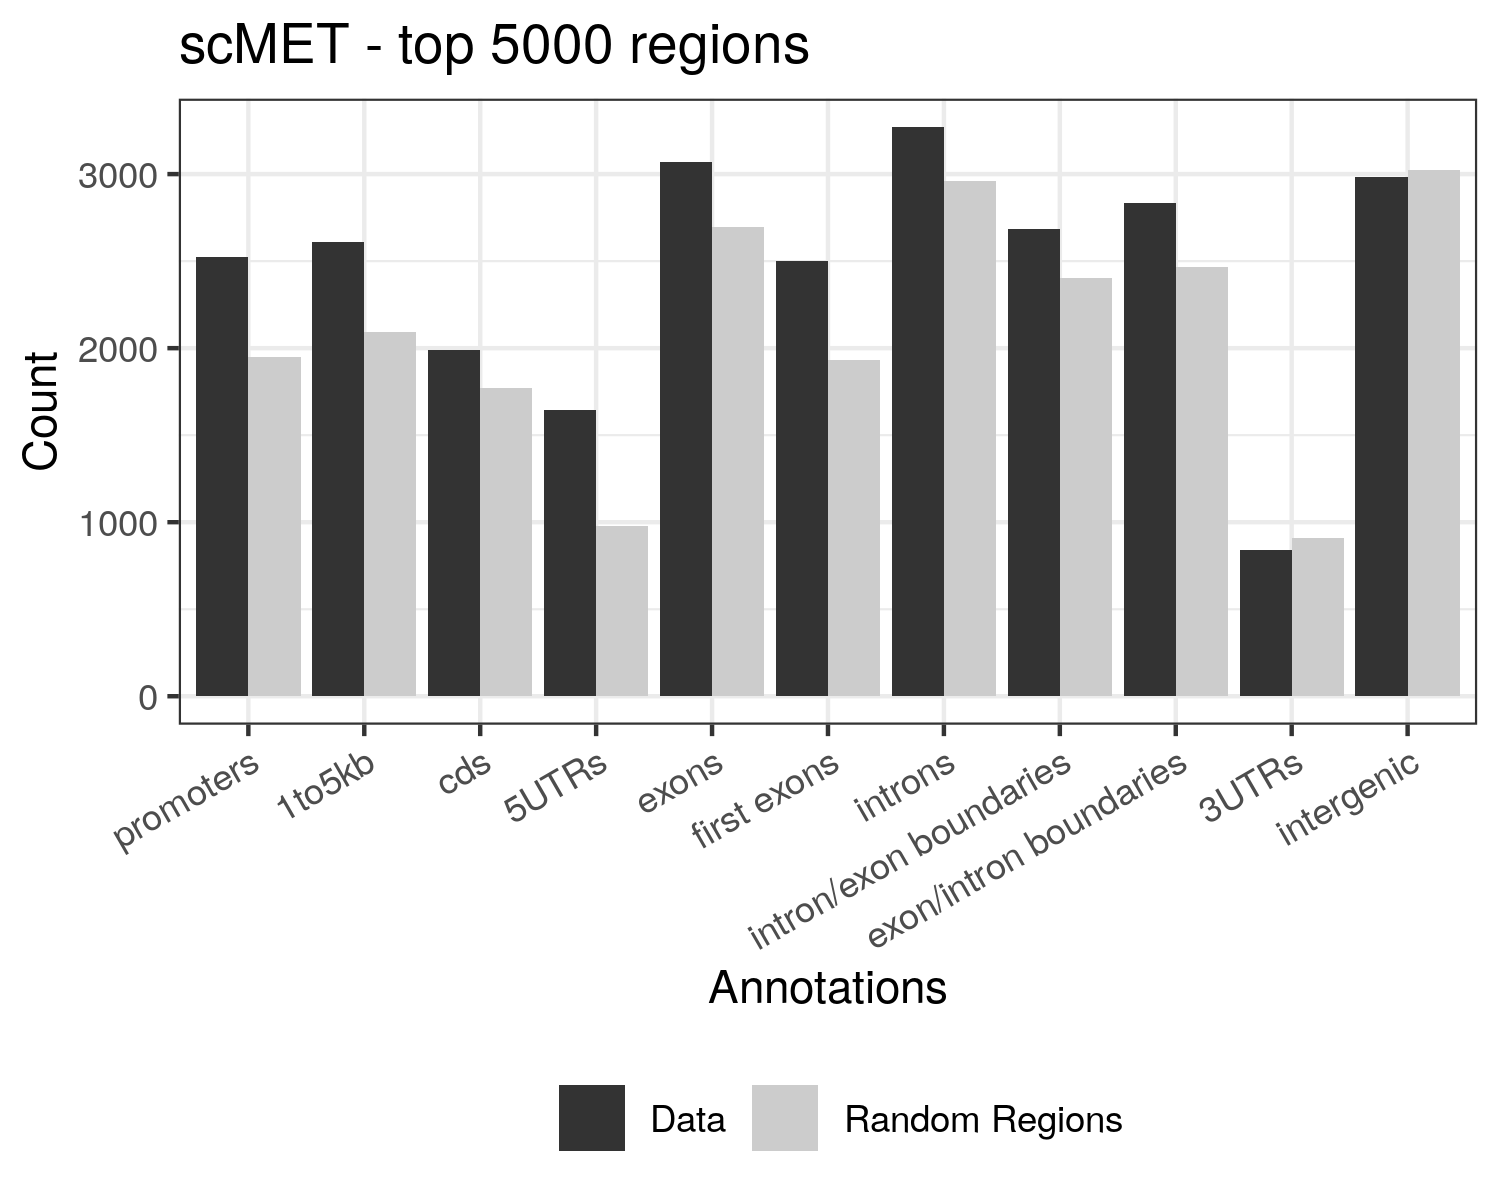 scMET - top 5000 regions
Count
3000
2000
1000
0
promoters
1to5kb
cds
5UTRs
exons
first exons
introns
intron/exon boundaries
exon/intron boundaries
3UTRs
intergenic
Annotations
Data
Random Regions